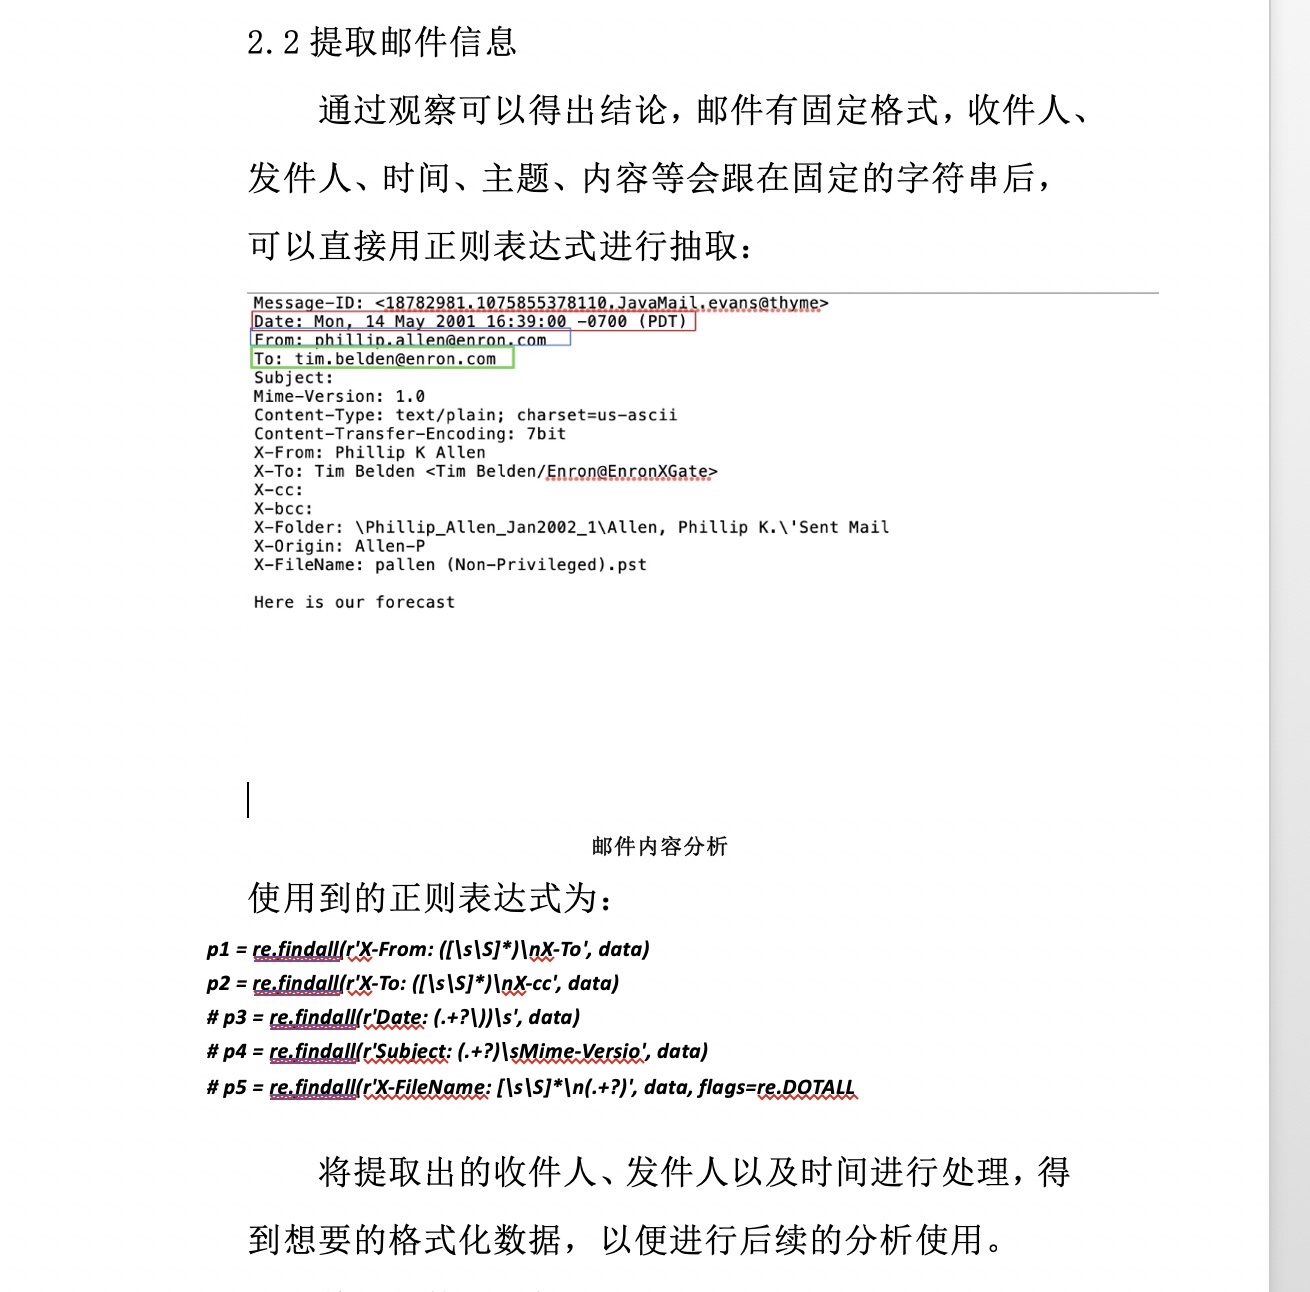 2.2提取邮件信息
通过观察可以得出结论，邮件有固定格式，收件人、
发件人、时间、主题、内容等会跟在固定的字符串后，
可以直接用正则表达式进行抽取：
Message-ID: <18782981.1075855378110.JavaMail.evans@thyme>
Date: Mon, 14 May 2001 16:39:00 -0700 (PDT)
From: phillip.allen@enron.com
To: tim.belden@enron.com
Subject:
Mime-Version: 1.0
Content-Type: text/plain; charset=us-ascii
Content-Transfer-Encoding: 7bit
X-From: Phillip K Allen
X-To: Tim Belden <Tim Belden/Enron@EnronXGate>
X-cc:
X-bcc:
X-Folder: \Phillip_Allen_Jan2002_1\Allen, Phillip K.\'Sent Mail
X-Origin: Allen-P
X-FileName: pallen (Non-Privileged).pst
Here is our forecast
邮件内容分析
使用到的正则表达式为：
p1 = re.findall(r'X-From: ([\s\S]*)\nX-To', data)
p2 = re.findall(r'X-To: ([\s\S]*)\nX-cc', data)
# p3 = re.findall(r'Date: (.+?\))\s', data)
# p4 = re.findall(r'Subject: (.+?)\sMime-Versio', data)
# p5 = re.findall(r'X-FileName: [\s\S]*\n(.+?)', data, flags=re.DOTALL
将提取出的收件人、发件人以及时间进行处理，得
到想要的格式化数据，以便进行后续的分析使用。